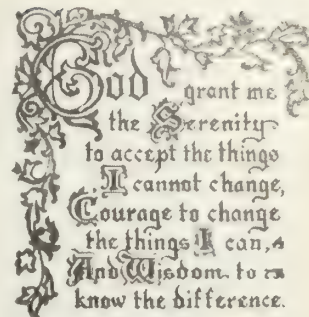 God grant me
the Serenity
to accept the things
I cannot change,
Courage to change
the things I can,
And Wisdom to
know the difference.